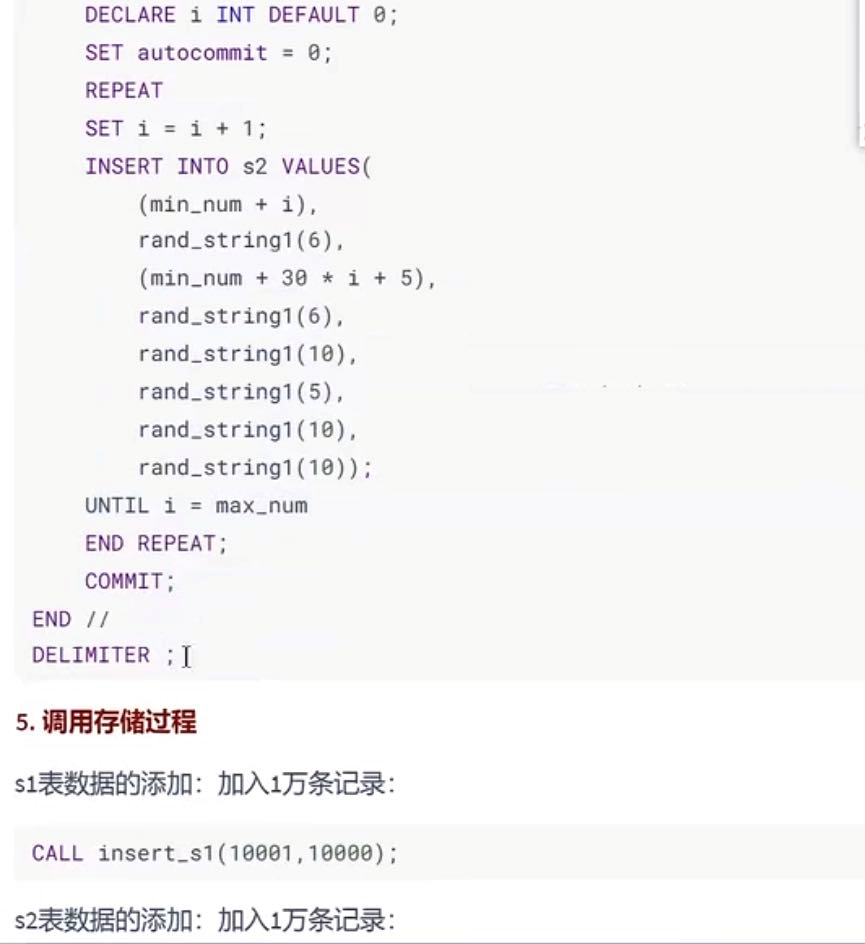 DECLARE i INT DEFAULT 0;
SET autocommit = 0;
REPEAT
SET i = i + 1;
INSERT INTO s2 VALUES(
(min_num + i),
rand_string1(6),
(min_num + 30 * i + 5),
rand_string1(6),
rand_string1(10),
rand_string1(5),
rand_string1(10),
rand_string1(10));
UNTIL i = max_num
END REPEAT;
COMMIT;
END //
DELIMITER ;
5. 调用存储过程
s1表数据的添加：加入1万条记录：
CALL insert_s1(10001,10000);
s2表数据的添加：加入1万条记录：